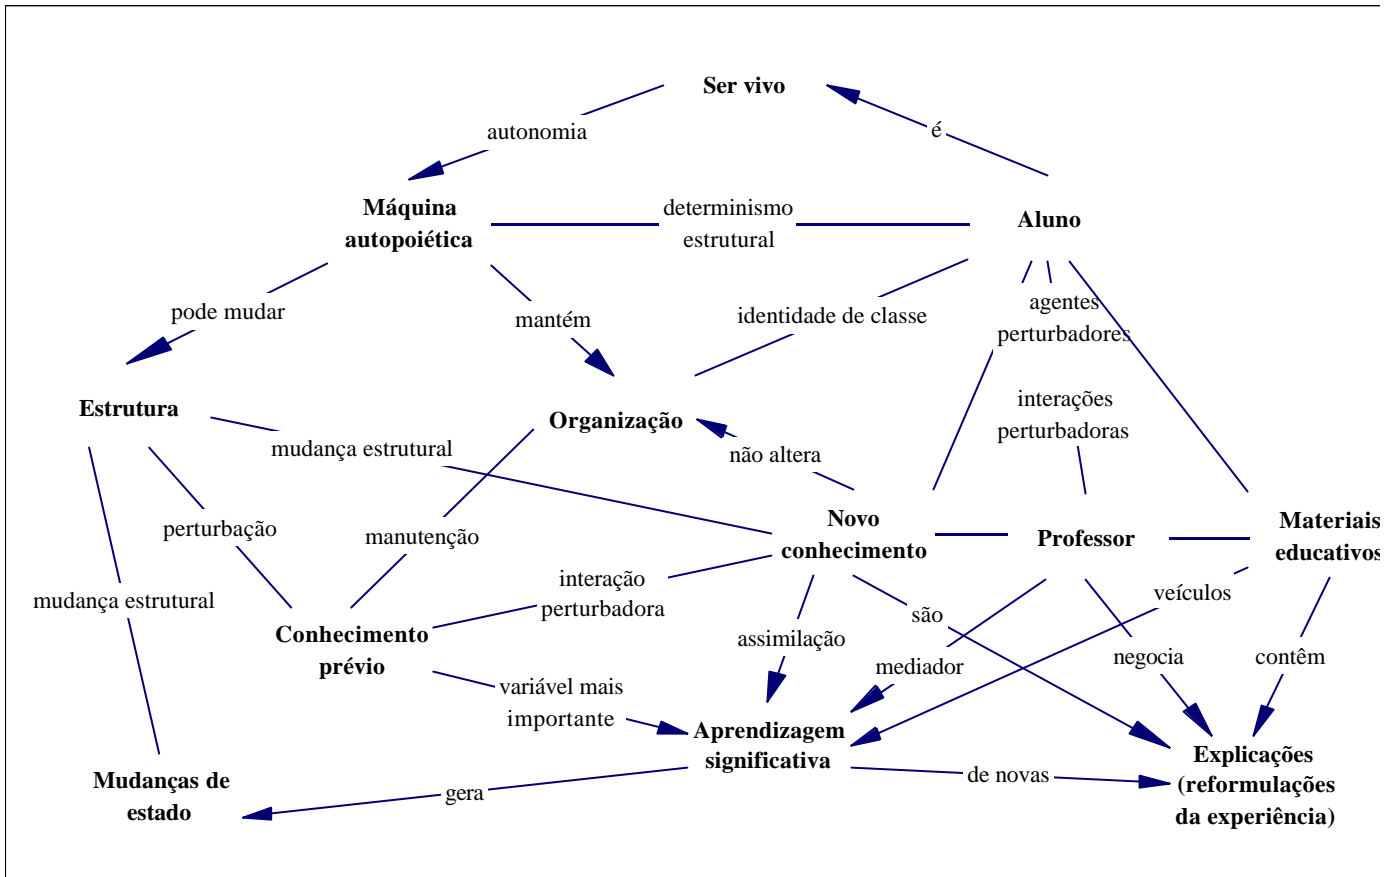 Ser vivo
autonomia
é
Máquina
autopoiética
determinismo
estrutural
Aluno
pode mudar
mantém
identidade de classe
agentes
perturbadores
Estrutura
Organização
interações
perturbadoras
mudança estrutural
não altera
perturbação
manutenção
Novo
conhecimento
Professor
Materiais
educativos
mudança estrutural
interação
perturbadora
veículos
Conhecimento
prévio
assimilação
são
mediador
negocia
contêm
variável mais
importante
Aprendizagem
significativa
Explicações
(reformulações
da experiência)
Mudanças de
estado
gera
de novas